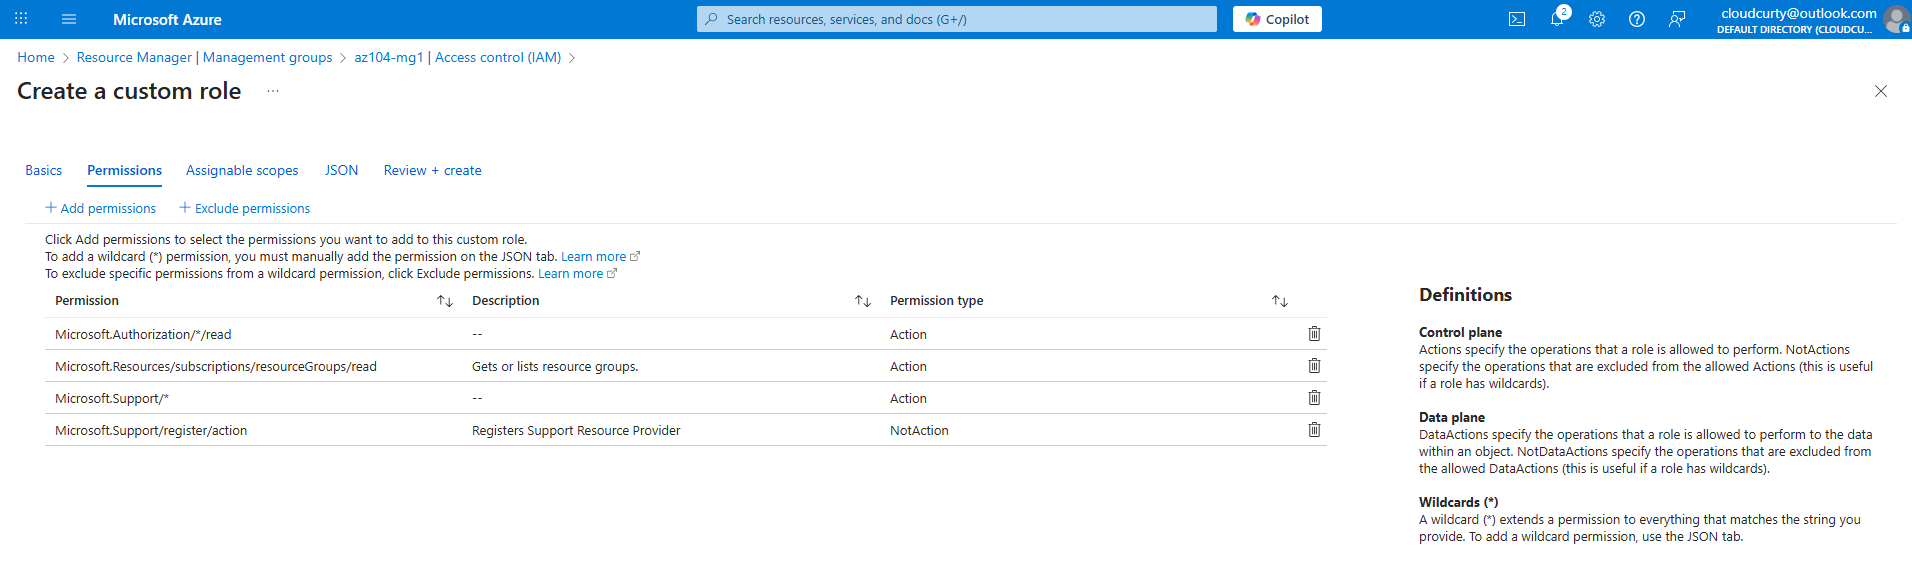 Microsoft Azure
Search resources, services, and docs (G+/)
Copilot
2
cloudcurty@outlook.com
DEFAULT DIRECTORY (CLOUDCU...
Home > Resource Manager | Management groups > az104-mg1 | Access control (IAM) >
Create a custom role ...
Basics Permissions Assignable scopes JSON Review + create
+ Add permissions + Exclude permissions
Click Add permissions to select the permissions you want to add to this custom role.
To add a wildcard (*) permission, you must manually add the permission on the JSON tab. Learn more
To exclude specific permissions from a wildcard permission, click Exclude permissions. Learn more
Permission Description Permission type
Microsoft.Authorization/*/read -- Action
Microsoft.Resources/subscriptions/resourceGroups/read Gets or lists resource groups. Action
Microsoft.Support/* -- Action
Microsoft.Support/register/action Registers Support Resource Provider NotAction
Definitions
Control plane
Actions specify the operations that a role is allowed to perform. NotActions
specify the operations that are excluded from the allowed Actions (this is useful
if a role has wildcards).
Data plane
DataActions specify the operations that a role is allowed to perform to the data
within an object. NotDataActions specify the operations that are excluded from
the allowed DataActions (this is useful if a role has wildcards).
Wildcards (*)
A wildcard (*) extends a permission to everything that matches the string you
provide. To add a wildcard permission, use the JSON tab.